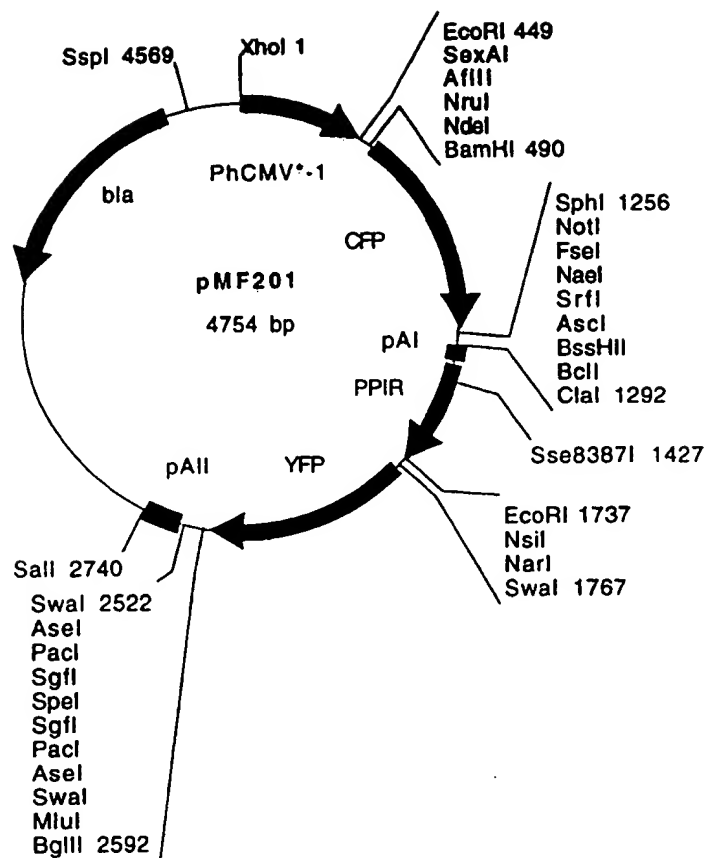 XhoI 1
SspI 4569
EcoRI 449
SexAI
AflII
NruI
NdeI
BamHI 490
PhCMV*-1
bla
CFP
pMF201
4754 bp
SphI 1256
NotI
FseI
NaeI
SrfI
AscI
BssHII
BclI
ClaI 1292
pAI
PPIR
Sse8387I 1427
YFP
pAII
EcoRI 1737
NsiI
NarI
SwaI 1767
SalI 2740
SwaI 2522
AseI
PacI
SgfI
SpeI
SgfI
PacI
AseI
SwaI
MluI
BglII 2592